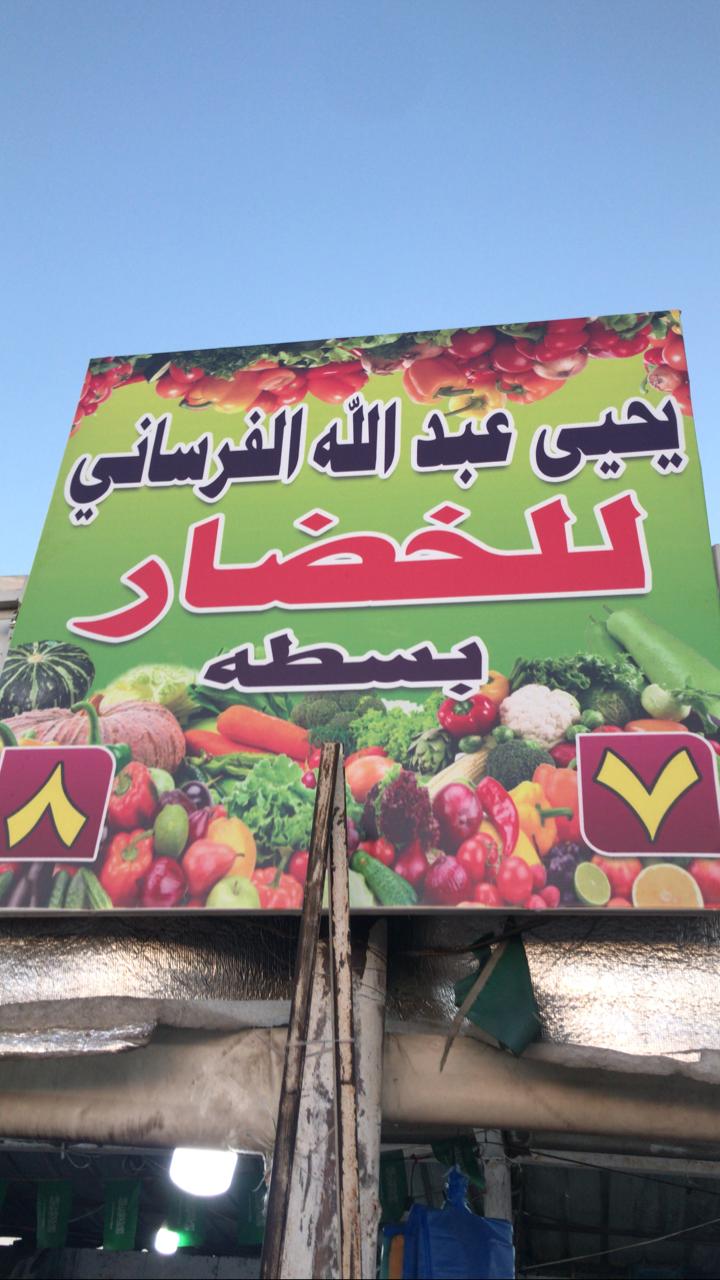 يحيى عبد الله الفرساني
للخضار
بسطه
٧
٨